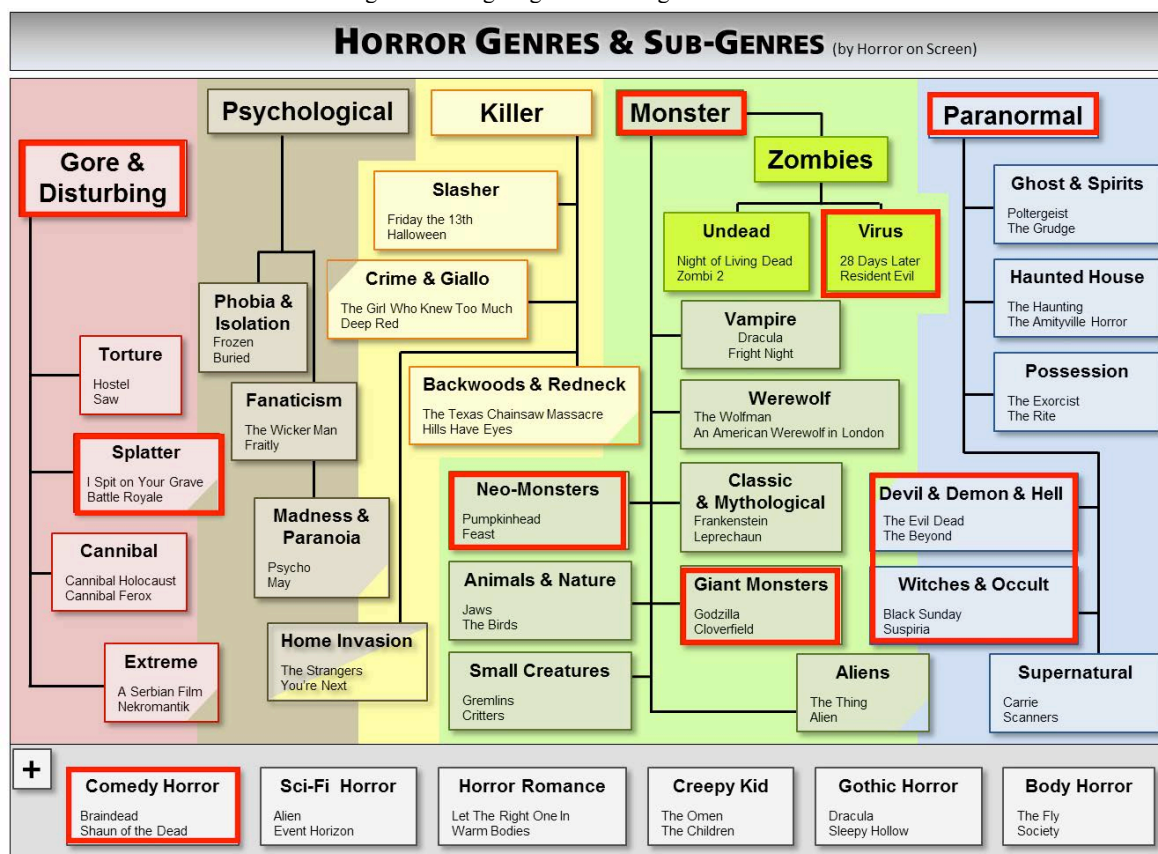 HORROR GENRES & SUB-GENRES (by Horror on Screen)
Gore &
Disturbing
Torture
Hostel
Saw
Splatter
I Spit on Your Grave
Battle Royale
Cannibal
Cannibal Holocaust
Cannibal Ferox
Extreme
A Serbian Film
Nekromantik
Psychological
Phobia &
Isolation
Frozen
Buried
Fanaticism
The Wicker Man
Fraitly
Madness &
Paranoia
Psycho
May
Home Invasion
The Strangers
You're Next
Killer
Slasher
Friday the 13th
Halloween
Crime & Giallo
The Girl Who Knew Too Much
Deep Red
Backwoods & Redneck
The Texas Chainsaw Massacre
Hills Have Eyes
Monster
Zombies
Undead
Night of Living Dead
Zombi 2
Virus
28 Days Later
Resident Evil
Vampire
Dracula
Fright Night
Werewolf
The Wolfman
An American Werewolf in London
Neo-Monsters
Pumpkinhead
Feast
Classic
& Mythological
Frankenstein
Leprechaun
Animals & Nature
Jaws
The Birds
Giant Monsters
Godzilla
Cloverfield
Small Creatures
Gremlins
Critters
Aliens
The Thing
Alien
Paranormal
Ghost & Spirits
Poltergeist
The Grudge
Haunted House
The Haunting
The Amityville Horror
Possession
The Exorcist
The Rite
Devil & Demon & Hell
The Evil Dead
The Beyond
Witches & Occult
Black Sunday
Suspiria
Supernatural
Carrie
Scanners
+
Comedy Horror
Braindead
Shaun of the Dead
Sci-Fi Horror
Alien
Event Horizon
Horror Romance
Let The Right One In
Warm Bodies
Creepy Kid
The Omen
The Children
Gothic Horror
Dracula
Sleepy Hollow
Body Horror
The Fly
Society